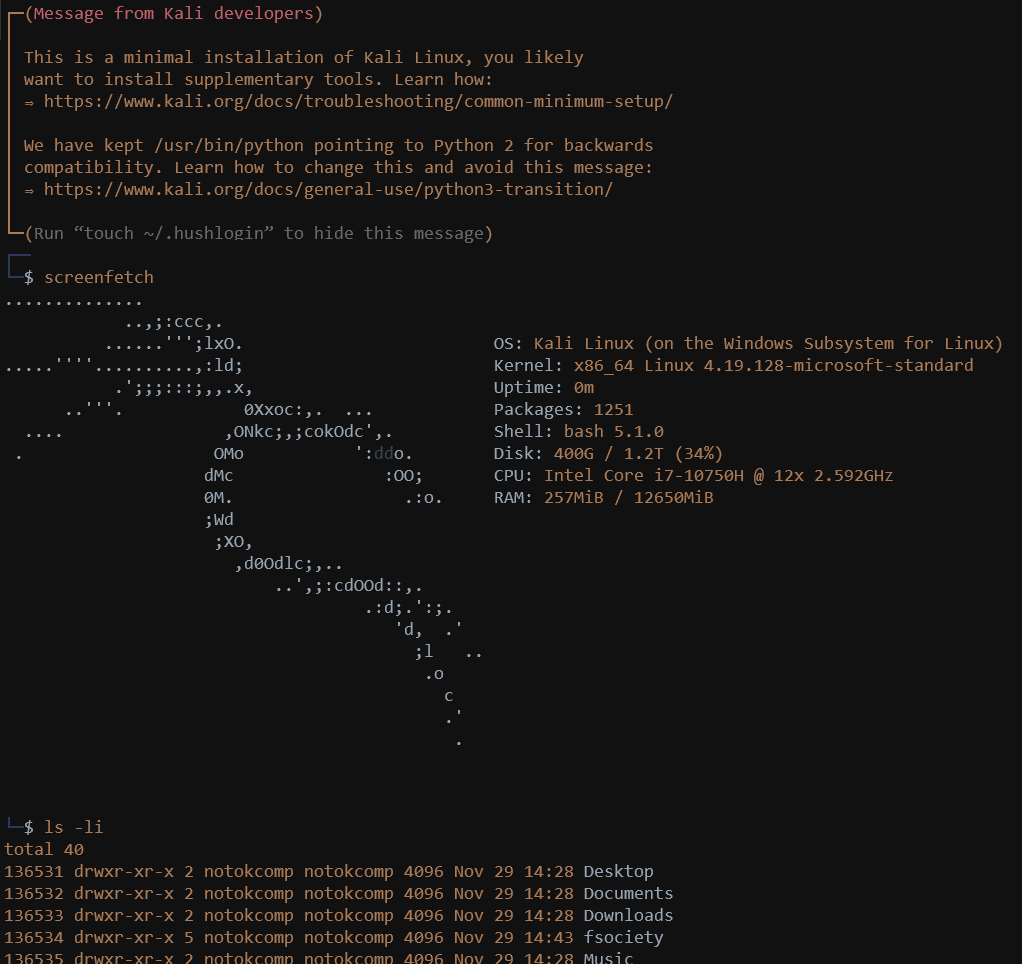 (Message from Kali developers)
This is a minimal installation of Kali Linux, you likely
want to install supplementary tools. Learn how:
⇒ https://www.kali.org/docs/troubleshooting/common-minimum-setup/
We have kept /usr/bin/python pointing to Python 2 for backwards
compatibility. Learn how to change this and avoid this message:
⇒ https://www.kali.org/docs/general-use/python3-transition/
(Run “touch ~/.hushlogin” to hide this message)
$ screenfetch
..............
            ..,;:ccc,.
          ......''';lxO.                         OS: Kali Linux (on the Windows Subsystem for Linux)
.....''''..........,:ld;                         Kernel: x86_64 Linux 4.19.128-microsoft-standard
           .';;;:::;,,.x,                        Uptime: 0m
      ..'''.            0Xxoc:,.  ...            Packages: 1251
  ....                ,ONkc;,;cokOdc',.          Shell: bash 5.1.0
 .                   OMo           ':ddo.        Disk: 400G / 1.2T (34%)
                    dMc               :OO;       CPU: Intel Core i7-10750H @ 12x 2.592GHz
                    0M.                 .:o.     RAM: 257MiB / 12650MiB
                    ;Wd
                     ;XO,
                       ,d0Odlc;,..
                           ..',;:cdOOd::,.
                                    .:d;.':;.
                                       'd,  .'
                                         ;l   ..
                                          .o
                                            c
                                            .'
                                             .
$ ls -li
total 40
136531 drwxr-xr-x 2 notokcomp notokcomp 4096 Nov 29 14:28 Desktop
136532 drwxr-xr-x 2 notokcomp notokcomp 4096 Nov 29 14:28 Documents
136533 drwxr-xr-x 2 notokcomp notokcomp 4096 Nov 29 14:28 Downloads
136534 drwxr-xr-x 5 notokcomp notokcomp 4096 Nov 29 14:43 fsociety
136535 drwxr-xr-x 2 notokcomp notokcomp 4096 Nov 29 14:28 Music